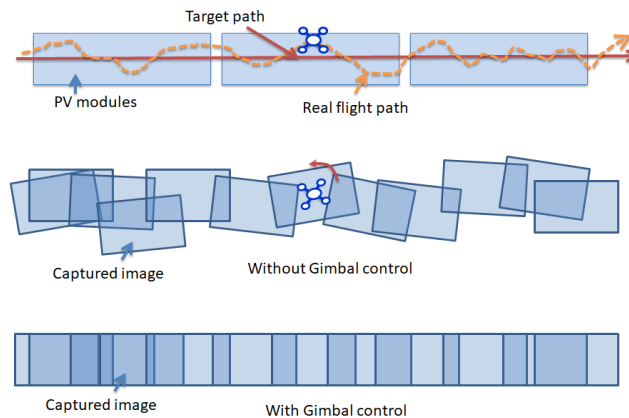 Target path
PV modules
Real flight path
Captured image
Without Gimbal control
Captured image
With Gimbal control